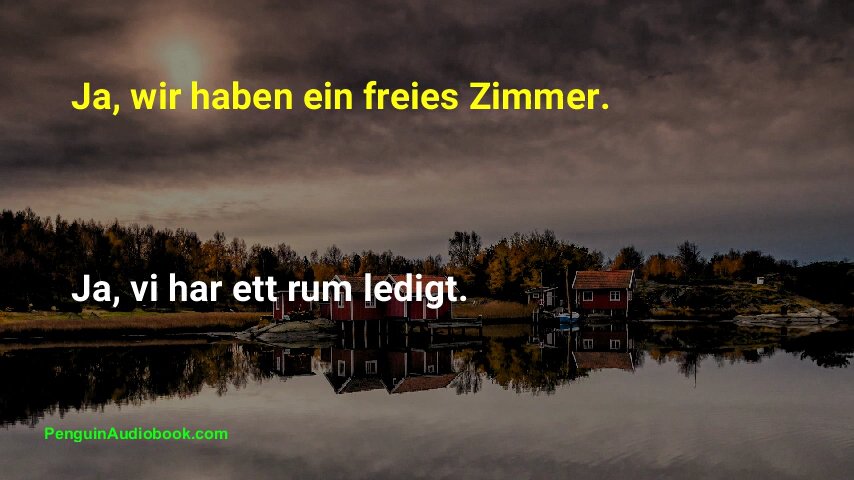 Ja, wir haben ein freies Zimmer.
Ja, vi har ett rum ledigt.
PenguinAudiobook.com